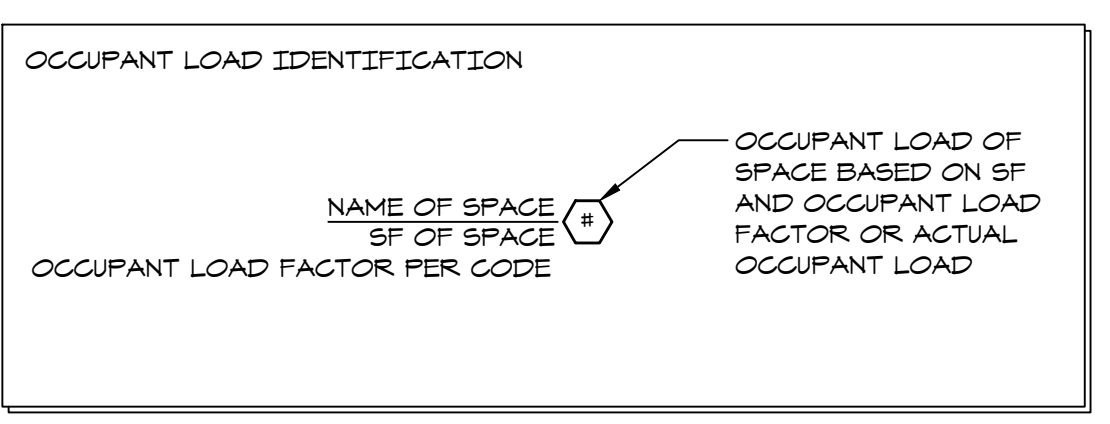 OCCUPANT LOAD IDENTIFICATION
NAME OF SPACE
SF OF SPACE
OCCUPANT LOAD FACTOR PER CODE
#
OCCUPANT LOAD OF
SPACE BASED ON SF
AND OCCUPANT LOAD
FACTOR OR ACTUAL
OCCUPANT LOAD